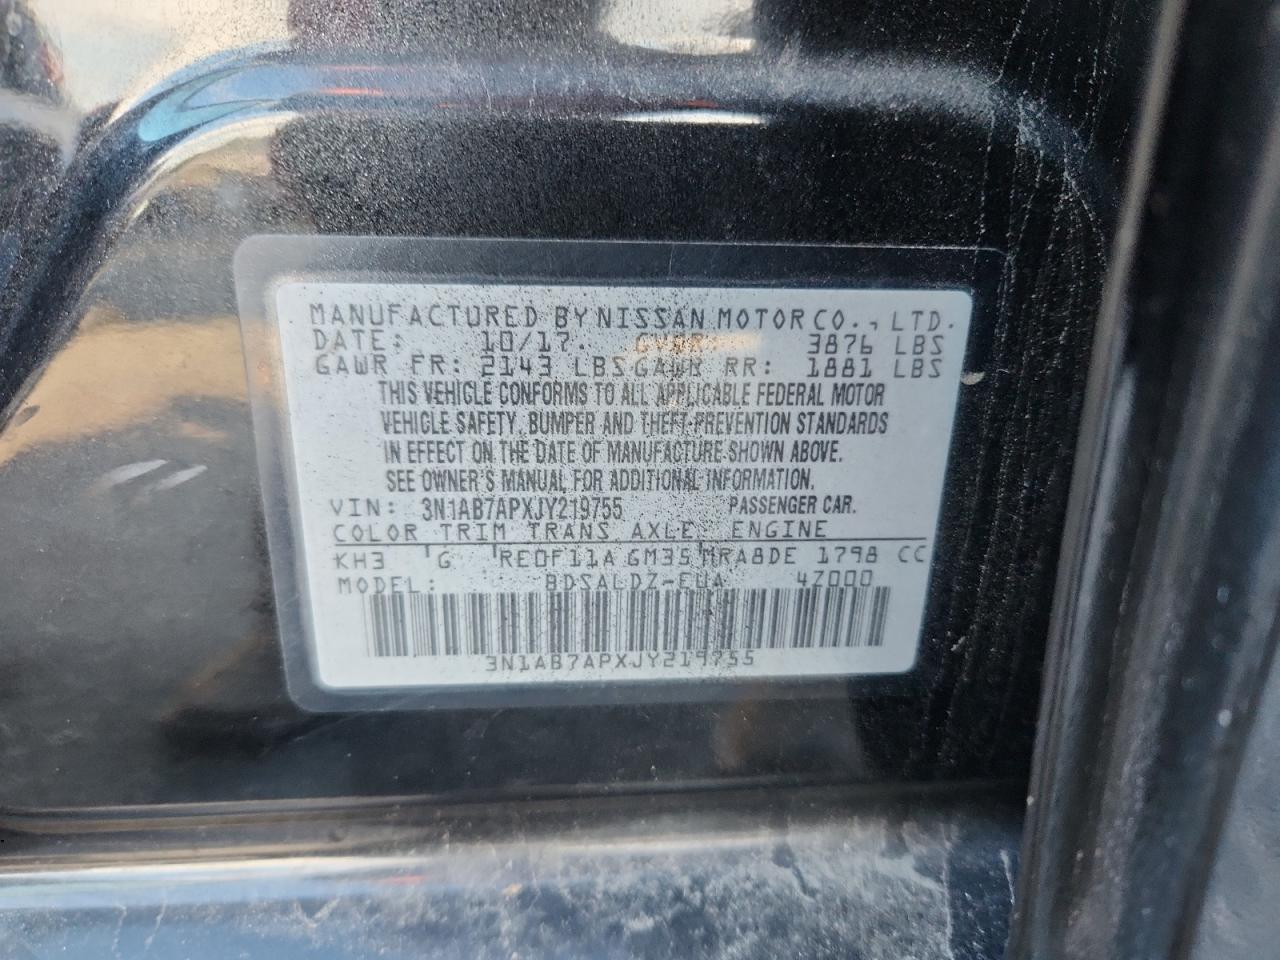 MANUFACTURED BY NISSAN MOTOR CO., LTD.
DATE: 10/17. GVWR: 3876 LBS
GAWR FR: 2143 LBS GAWR RR: 1881 LBS
THIS VEHICLE CONFORMS TO ALL APPLICABLE FEDERAL MOTOR
VEHICLE SAFETY, BUMPER AND THEFT-PREVENTION STANDARDS
IN EFFECT ON THE DATE OF MANUFACTURE SHOWN ABOVE.
SEE OWNER'S MANUAL FOR ADDITIONAL INFORMATION.
VIN: 3N1AB7APXJY219755 PASSENGER CAR.
COLOR TRIM TRANS AXLE ENGINE
KH3 G RE0F11A GM35 MRA8DE 1798 CC
MODEL: BDSALDZ-EUA 4Z000
3N1AB7APXJY219755